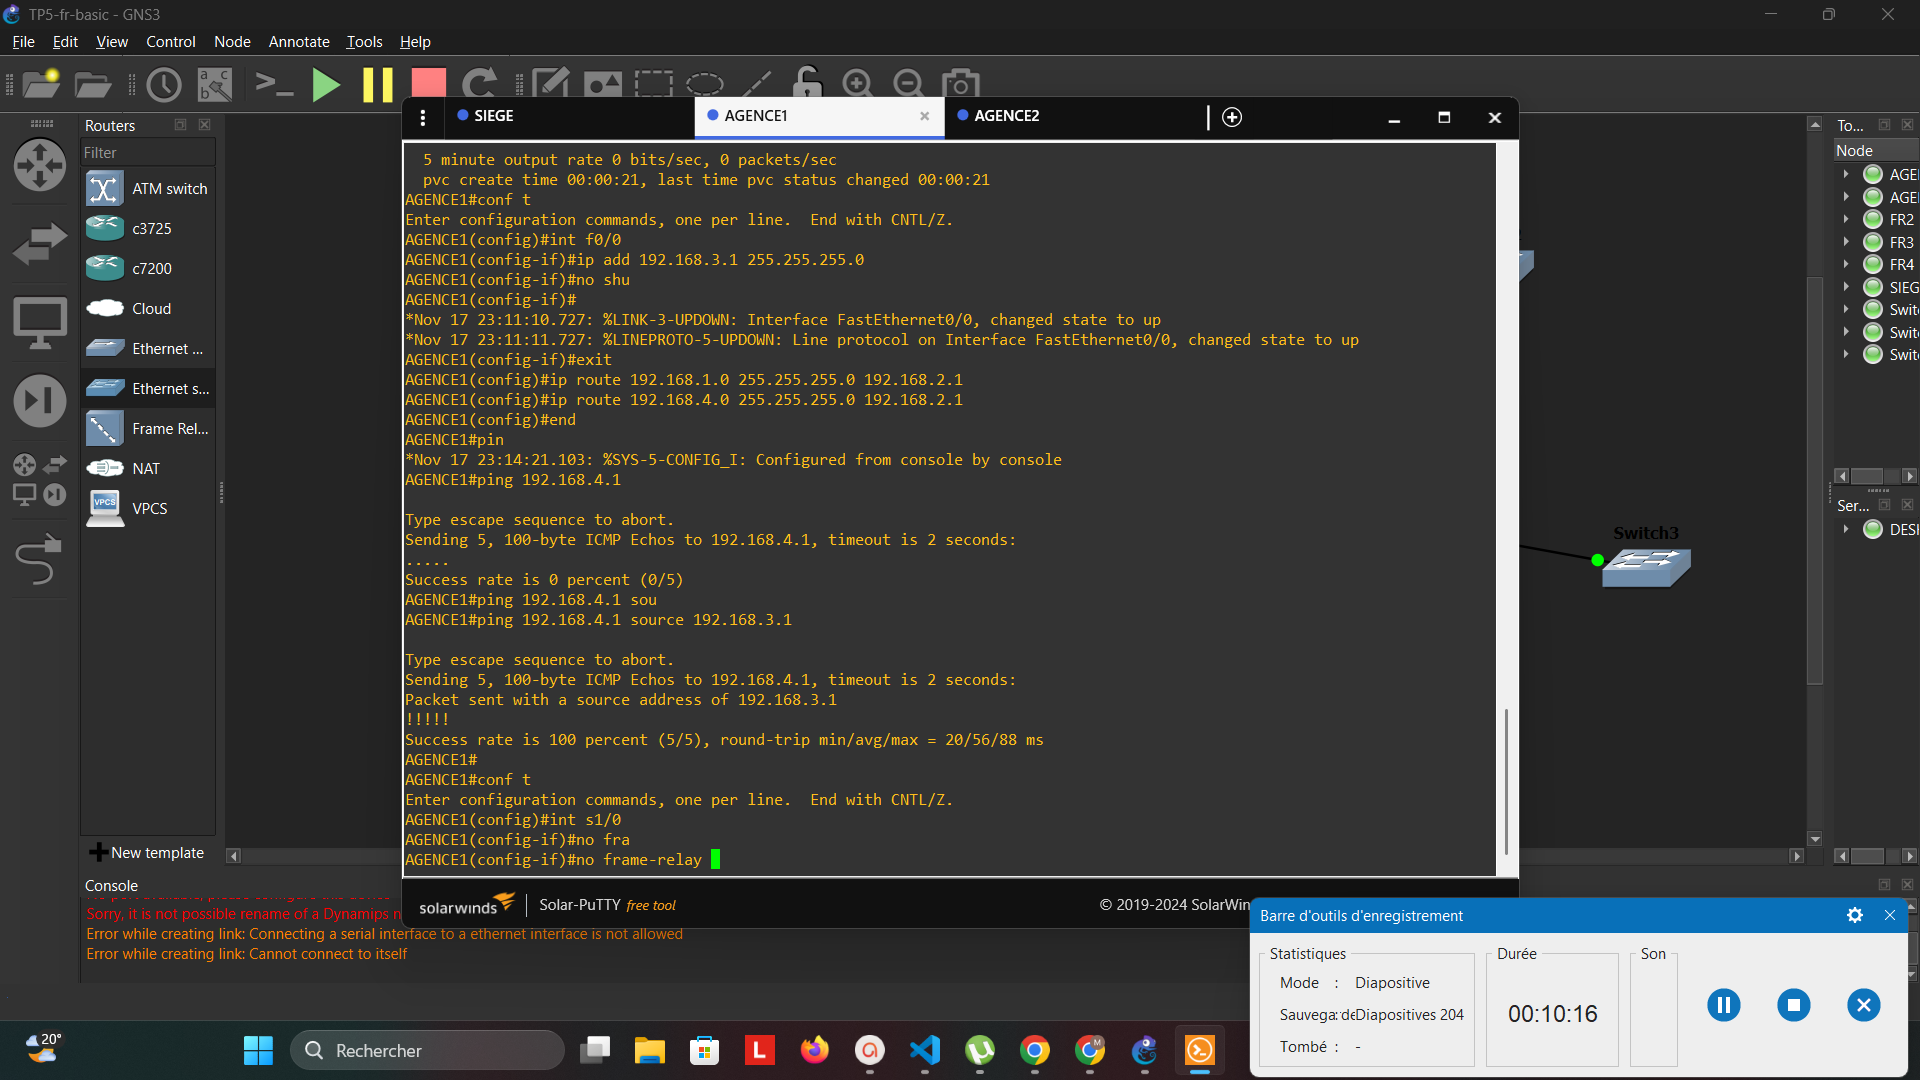 TP5-fr-basic - GNS3
File Edit View Control Node Annotate Tools Help
SIEGE
AGENCE1
AGENCE2
Routers
Filter
ATM switch
c3725
c7200
Cloud
Ethernet ...
Ethernet s...
Frame Rel...
NAT
VPCS
New template
5 minute output rate 0 bits/sec, 0 packets/sec
pvc create time 00:00:21, last time pvc status changed 00:00:21
AGENCE1#conf t
Enter configuration commands, one per line.  End with CNTL/Z.
AGENCE1(config)#int f0/0
AGENCE1(config-if)#ip add 192.168.3.1 255.255.255.0
AGENCE1(config-if)#no shu
AGENCE1(config-if)#
*Nov 17 23:11:10.727: %LINK-3-UPDOWN: Interface FastEthernet0/0, changed state to up
*Nov 17 23:11:11.727: %LINEPROTO-5-UPDOWN: Line protocol on Interface FastEthernet0/0, changed state to up
AGENCE1(config-if)#exit
AGENCE1(config)#ip route 192.168.1.0 255.255.255.0 192.168.2.1
AGENCE1(config)#ip route 192.168.4.0 255.255.255.0 192.168.2.1
AGENCE1(config)#end
AGENCE1#pin
*Nov 17 23:14:21.103: %SYS-5-CONFIG_I: Configured from console by console
AGENCE1#ping 192.168.4.1
Type escape sequence to abort.
Sending 5, 100-byte ICMP Echos to 192.168.4.1, timeout is 2 seconds:
.....
Success rate is 0 percent (0/5)
AGENCE1#ping 192.168.4.1 sou
AGENCE1#ping 192.168.4.1 source 192.168.3.1
Type escape sequence to abort.
Sending 5, 100-byte ICMP Echos to 192.168.4.1, timeout is 2 seconds:
Packet sent with a source address of 192.168.3.1
!!!!!
Success rate is 100 percent (5/5), round-trip min/avg/max = 20/56/88 ms
AGENCE1#
AGENCE1#conf t
Enter configuration commands, one per line.  End with CNTL/Z.
AGENCE1(config)#int s1/0
AGENCE1(config-if)#no fra
AGENCE1(config-if)#no frame-relay
solarwinds
Solar-PuTTY free tool
© 2019-2024 SolarWin
To...
Node
AGE
AGE
FR2
FR3
FR4
SIEG
Swit
Swit
Swit
Ser...
DESI
Switch3
Console
Sorry, it is not possible rename of a Dynamips n
Error while creating link: Connecting a serial interface to a ethernet interface is not allowed
Error while creating link: Cannot connect to itself
Barre d'outils d'enregistrement
Statistiques
Mode : Diapositive
Sauvega: de Diapositives 204
Tombé : -
Durée
00:10:16
Son
20°
Rechercher